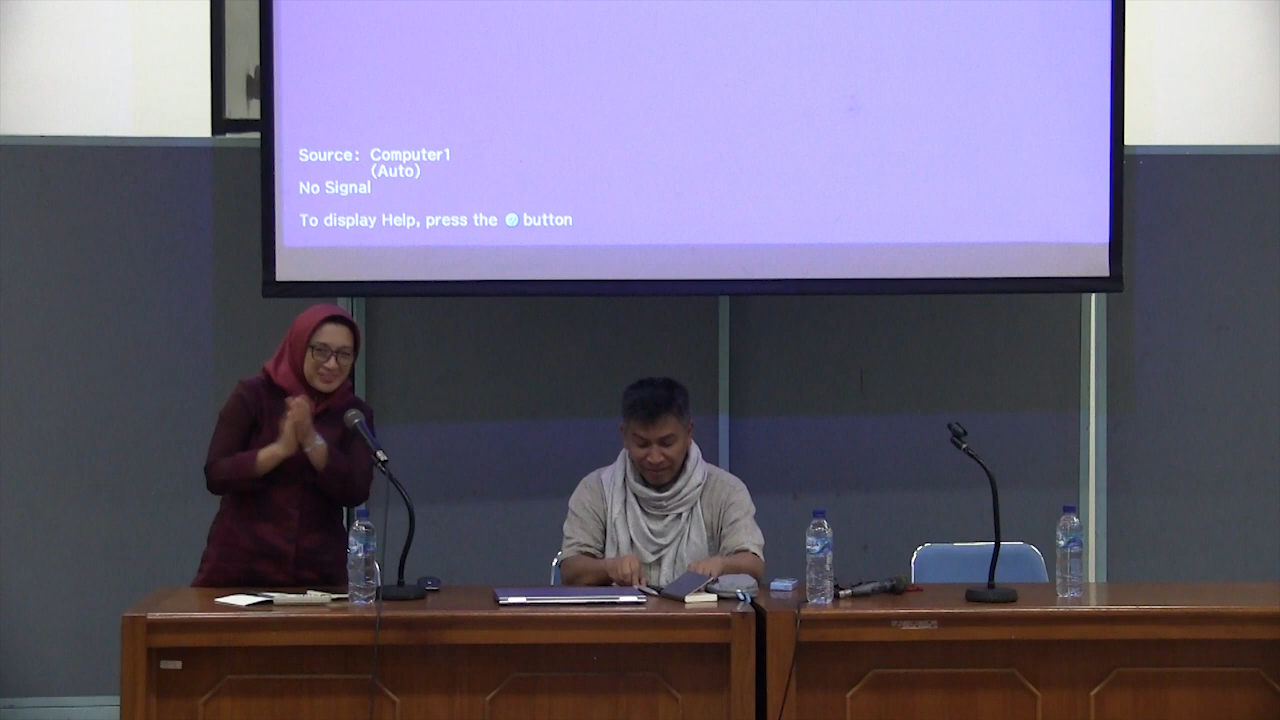 Source: Computer1
(Auto)
No Signal
To display Help, press the button